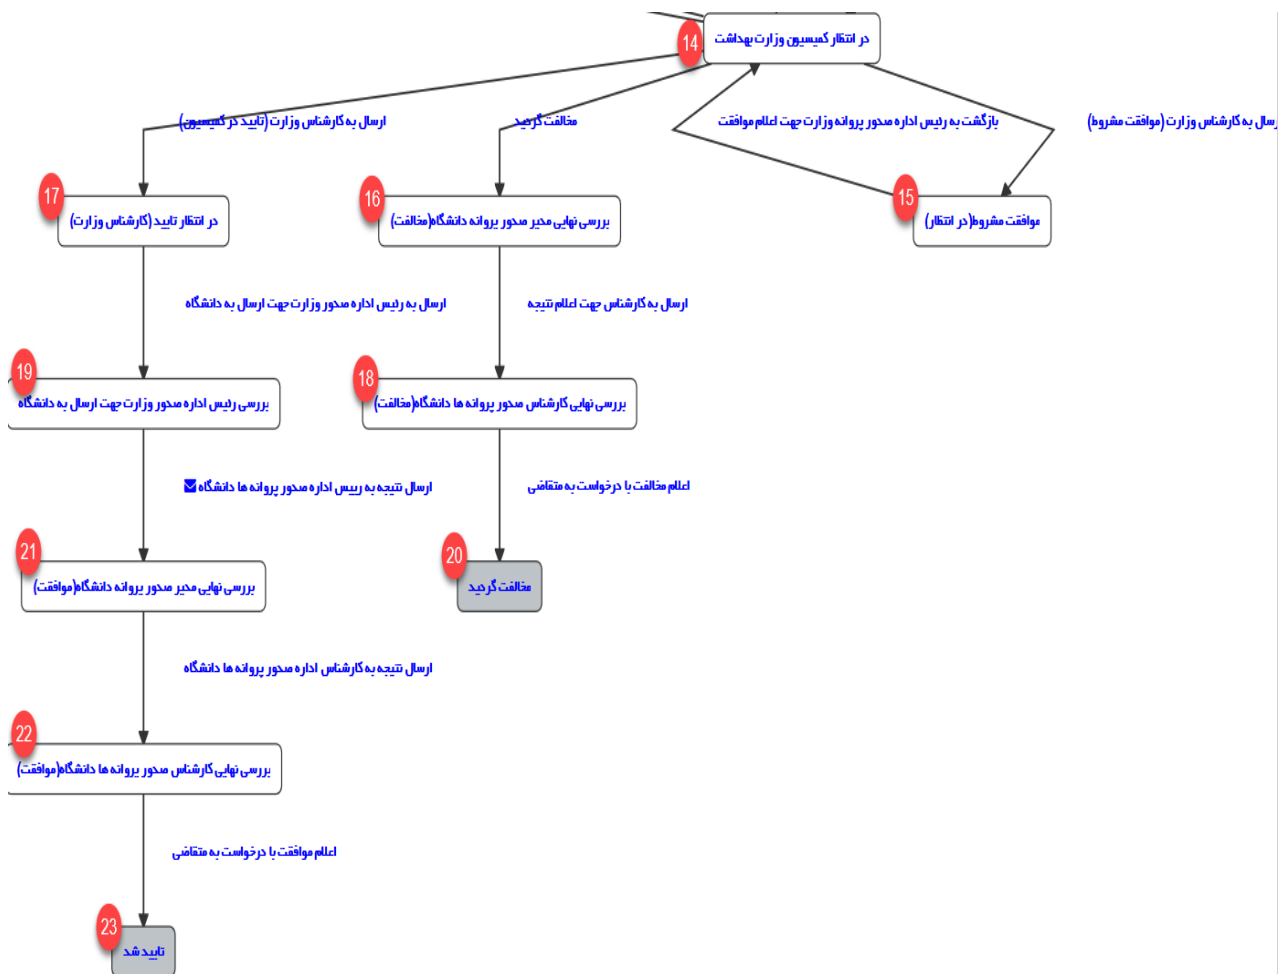 14
در انتظار کمیسیون وزارت بهداشت
رسال به کارشناس وزارت (موافقت مشروط)
بازگشت به رئیس اداره صدور پروانه وزارت جهت اعلام موافقت
مخالفت گردید
ارسال به کارشناس وزارت (تایید در کمیسیون)
15
موافقت مشروط(در انتظار)
16
بررسی نهایی مدیر صدور پروانه دانشگاه(مخالفت)
17
در انتظار تایید (کارشناس وزارت)
ارسال به کارشناس جهت اعلام نتیجه
ارسال به رئیس اداره صدور وزارت جهت ارسال به دانشگاه
18
بررسی نهایی کارشناس صدور پروانه ها دانشگاه(مخالفت)
19
بررسی رئیس اداره صدور وزارت جهت ارسال به دانشگاه
اعلام مخالفت با درخواست به متقاضی
ارسال نتیجه به رییس اداره صدور پروانه ها دانشگاه
20
مخالفت گردید
21
بررسی نهایی مدیر صدور پروانه دانشگاه(موافقت)
ارسال نتیجه به کارشناس اداره صدور پروانه ها دانشگاه
22
بررسی نهایی کارشناس صدور پروانه ها دانشگاه(موافقت)
اعلام موافقت با درخواست به متقاضی
23
تایید شد